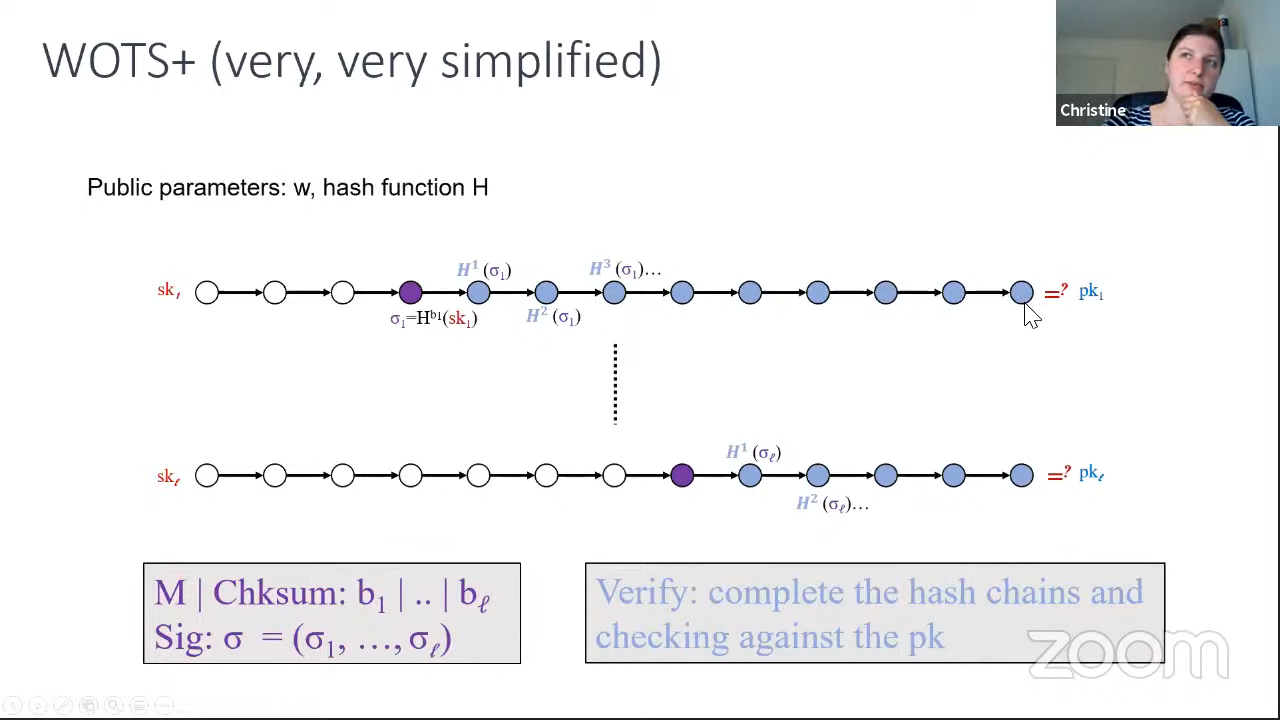 WOTS+ (very, very simplified)
Christine
Public parameters: w, hash function H
H¹ (σ₁)
H³ (σ₁)…
skℓ
=? pk₁
σ₁=Hᵇ¹(sk₁)
H² (σ₁)
H¹ (σℓ)
skℓ
=? pkℓ
H² (σℓ)…
M | Chksum: b₁ | .. | bℓ
Sig: σ = (σ₁, …, σℓ)
Verify: complete the hash chains and
checking against the pk
zoom